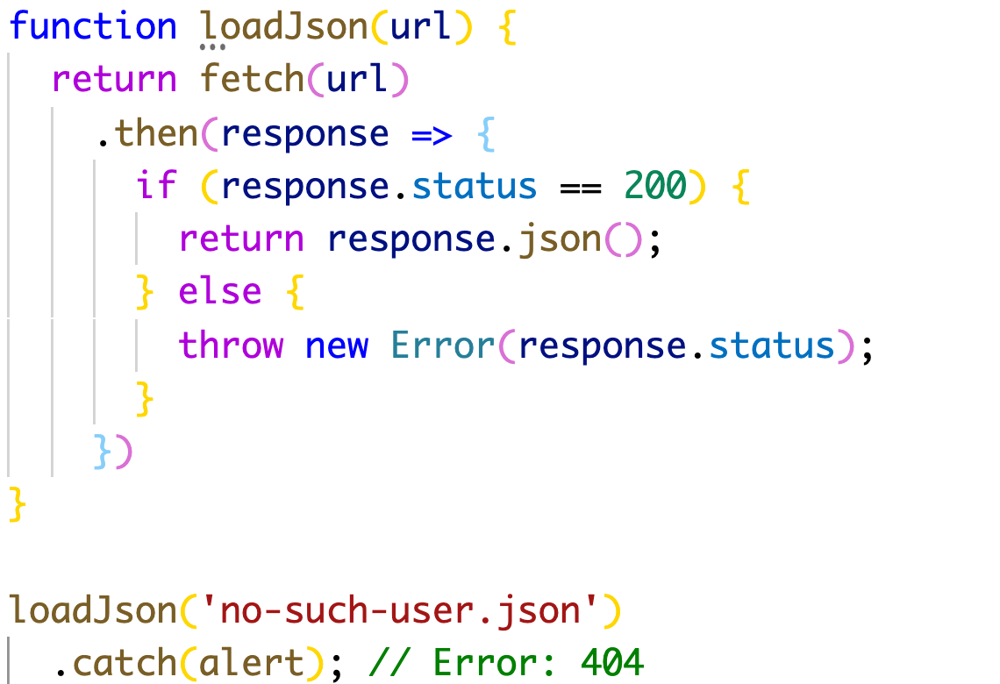 function loadJson(url) {
  return fetch(url)
    .then(response => {
      if (response.status == 200) {
        return response.json();
      } else {
        throw new Error(response.status);
      }
    })
}

loadJson('no-such-user.json')
  .catch(alert); // Error: 404